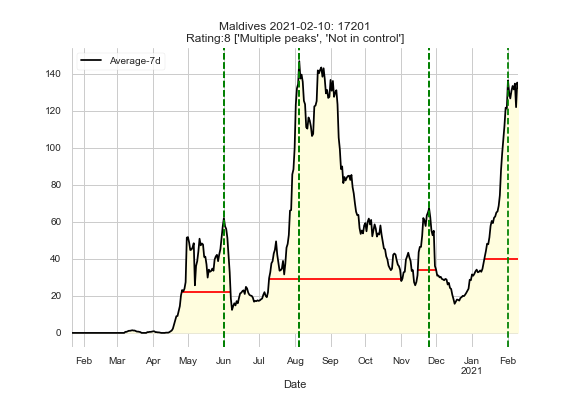 Maldives 2021-02-10: 17201
Rating:8 ['Multiple peaks', 'Not in control']
Average-7d
140
120
100
80
60
40
20
0
Feb Mar Apr May Jun Jul Aug Sep Oct Nov Dec Jan Feb
2021
Date